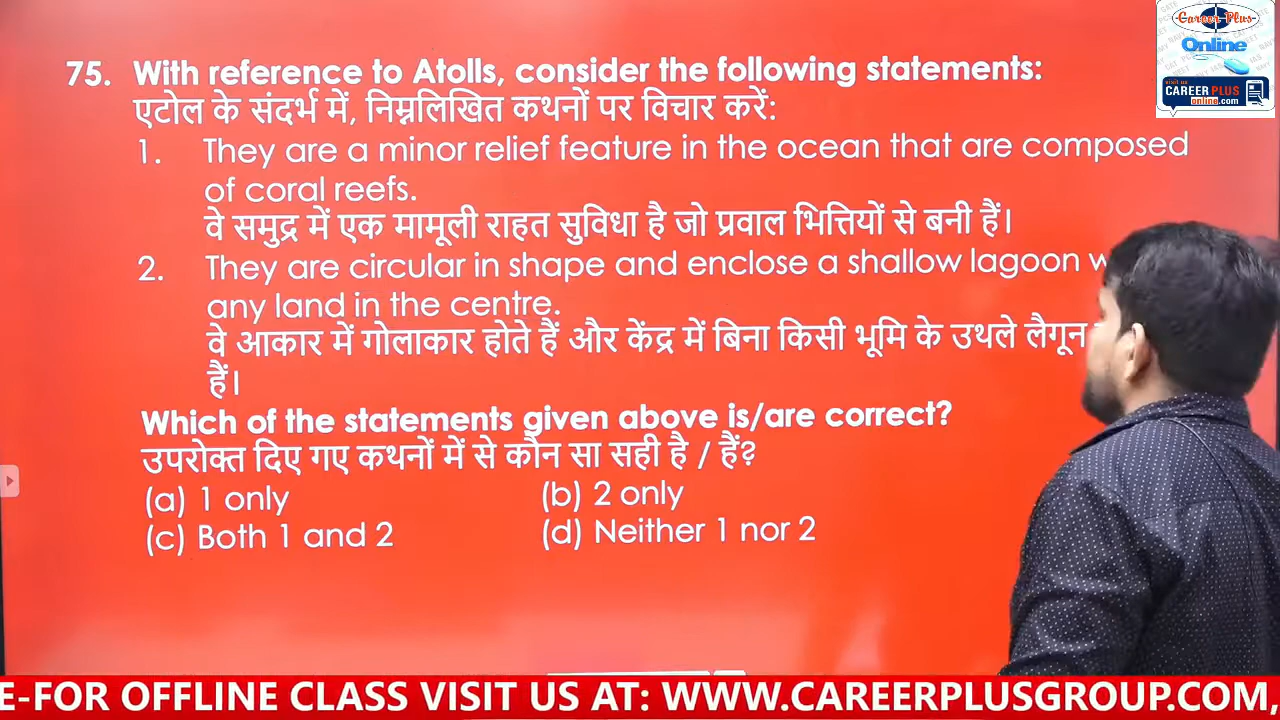 Career Plus
Online
visit us
CAREER PLUS
online.com
75. With reference to Atolls, consider the following statements:
एटोल के संदर्भ में, निम्नलिखित कथनों पर विचार करें:
1. They are a minor relief feature in the ocean that are composed
of coral reefs.
वे समुद्र में एक मामूली राहत सुविधा है जो प्रवाल भित्तियों से बनी हैं।
2. They are circular in shape and enclose a shallow lagoon
any land in the centre.
वे आकार में गोलाकार होते हैं और केंद्र में बिना किसी भूमि के उथले लैगून
हैं।
Which of the statements given above is/are correct?
उपरोक्त दिए गए कथनों में से कौन सा सही है / हैं?
(a) 1 only (b) 2 only
(c) Both 1 and 2 (d) Neither 1 nor 2
E-FOR OFFLINE CLASS VISIT US AT: WWW.CAREERPLUSGROUP.COM,